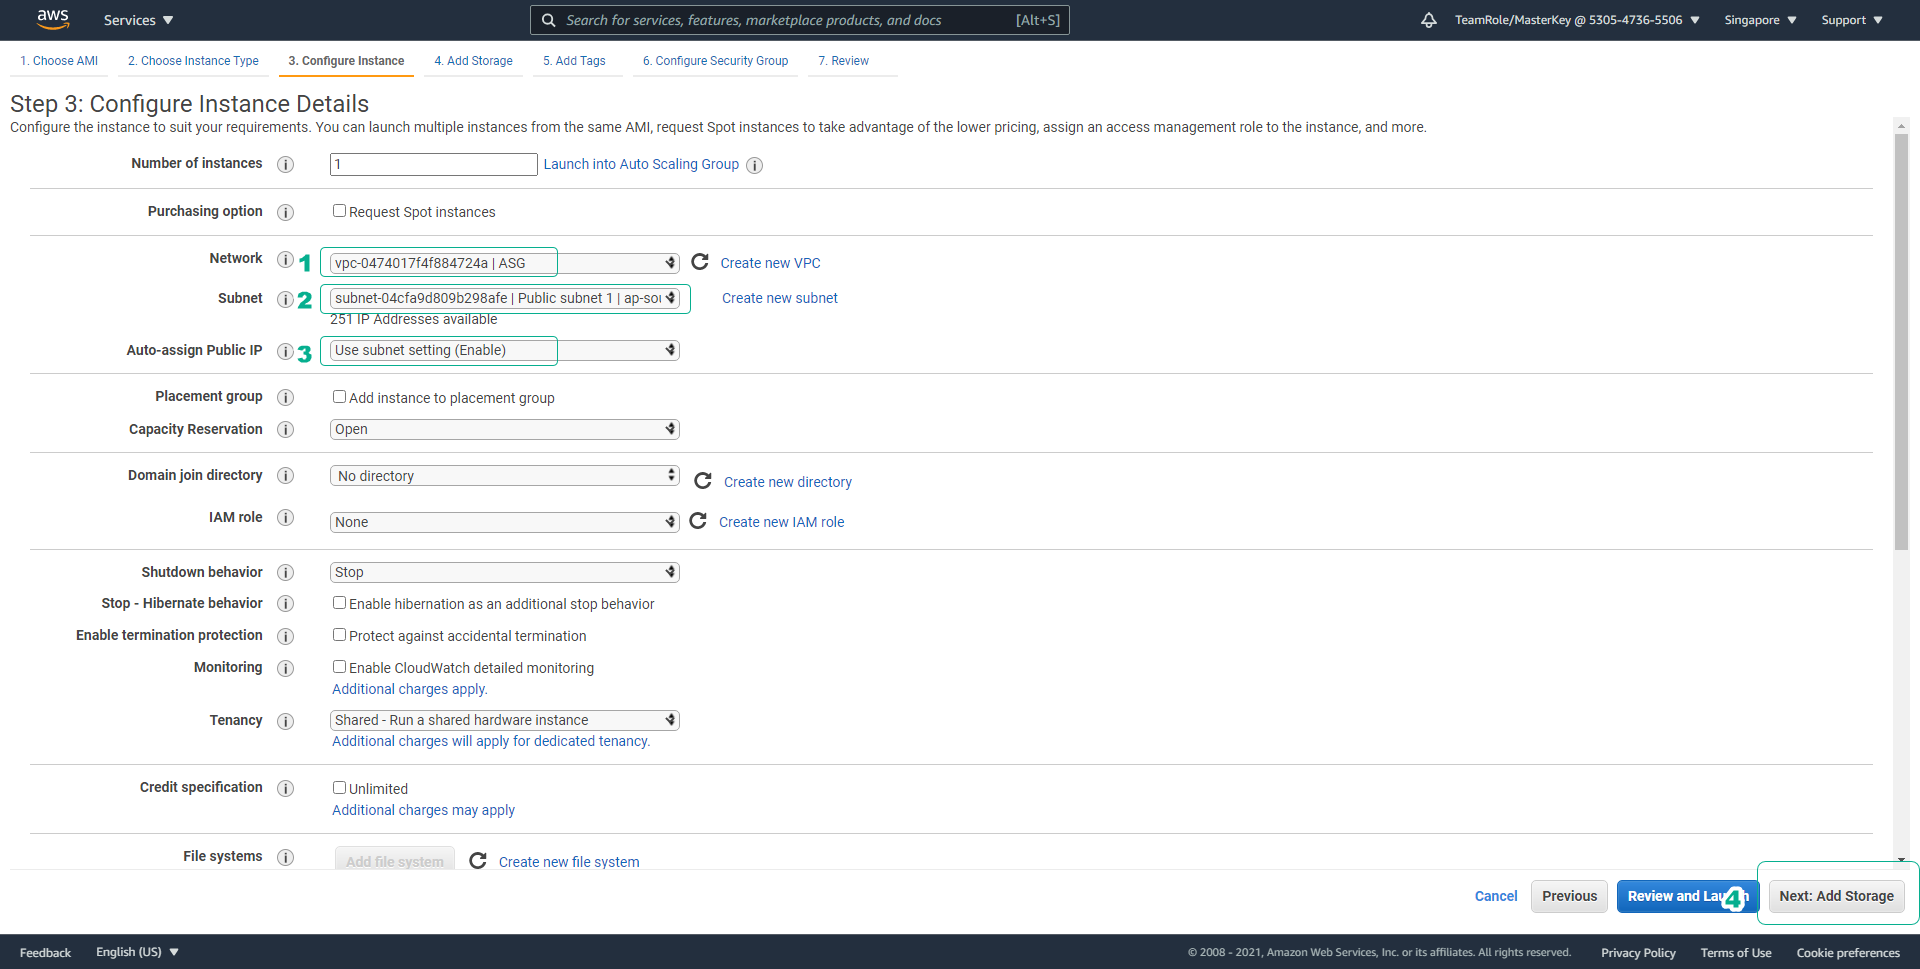 aws Services Search for services, features, marketplace products, and docs [Alt+S] TeamRole/MasterKey @ 5305-4736-5506 Singapore Support
1. Choose AMI 2. Choose Instance Type 3. Configure Instance 4. Add Storage 5. Add Tags 6. Configure Security Group 7. Review
Step 3: Configure Instance Details
Configure the instance to suit your requirements. You can launch multiple instances from the same AMI, request Spot instances to take advantage of the lower pricing, assign an access management role to the instance, and more.
Number of instances i 1 Launch into Auto Scaling Group i
Purchasing option i Request Spot instances
Network i 1 vpc-0474017f4f884724a | ASG Create new VPC
Subnet i 2 subnet-04cfa9d809b298afe | Public subnet 1 | ap-sou Create new subnet
251 IP Addresses available
Auto-assign Public IP i 3 Use subnet setting (Enable)
Placement group i Add instance to placement group
Capacity Reservation i Open
Domain join directory i No directory Create new directory
IAM role i None Create new IAM role
Shutdown behavior i Stop
Stop - Hibernate behavior i Enable hibernation as an additional stop behavior
Enable termination protection i Protect against accidental termination
Monitoring i Enable CloudWatch detailed monitoring
Additional charges apply.
Tenancy i Shared - Run a shared hardware instance
Additional charges will apply for dedicated tenancy.
Credit specification i Unlimited
Additional charges may apply
File systems i Add file system Create new file system
Cancel Previous Review and Launch 4 Next: Add Storage
Feedback English (US) © 2008 - 2021, Amazon Web Services, Inc. or its affiliates. All rights reserved. Privacy Policy Terms of Use Cookie preferences